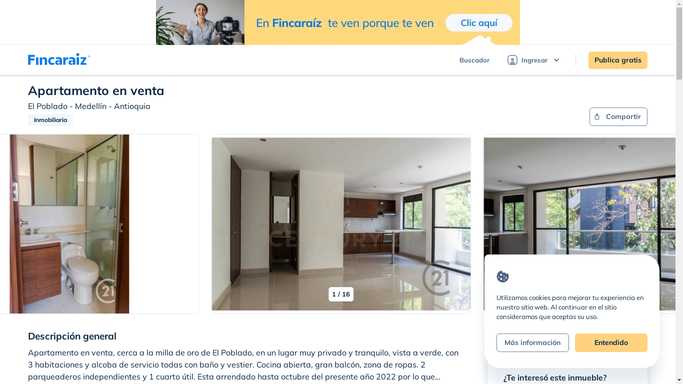 En Fincaraíz te ven porque te ven
Clic aquí
Fincaraiz
Buscador
Ingresar
Publica gratis
Apartamento en venta
El Poblado - Medellín - Antioquia
Inmobiliaria
Compartir
CENTURY 21
21
21
1 / 16
Utilizamos cookies para mejorar tu experiencia en
nuestro sitio web. Al continuar en el sitio
consideramos que aceptas su uso.
Más información
Entendido
Descripción general
Apartamento en venta, cerca a la milla de oro de El Poblado, en un lugar muy privado y tranquilo, vista a verde, con
3 habitaciones y alcoba de servicio todas con baño y vestier. Cocina abierta, gran balcón, zona de ropas. 2
parqueaderos independientes y 1 cuarto útil. Esta arrendado hasta octubre del presente año 2022 por lo que...
¿Te interesó este inmueble?